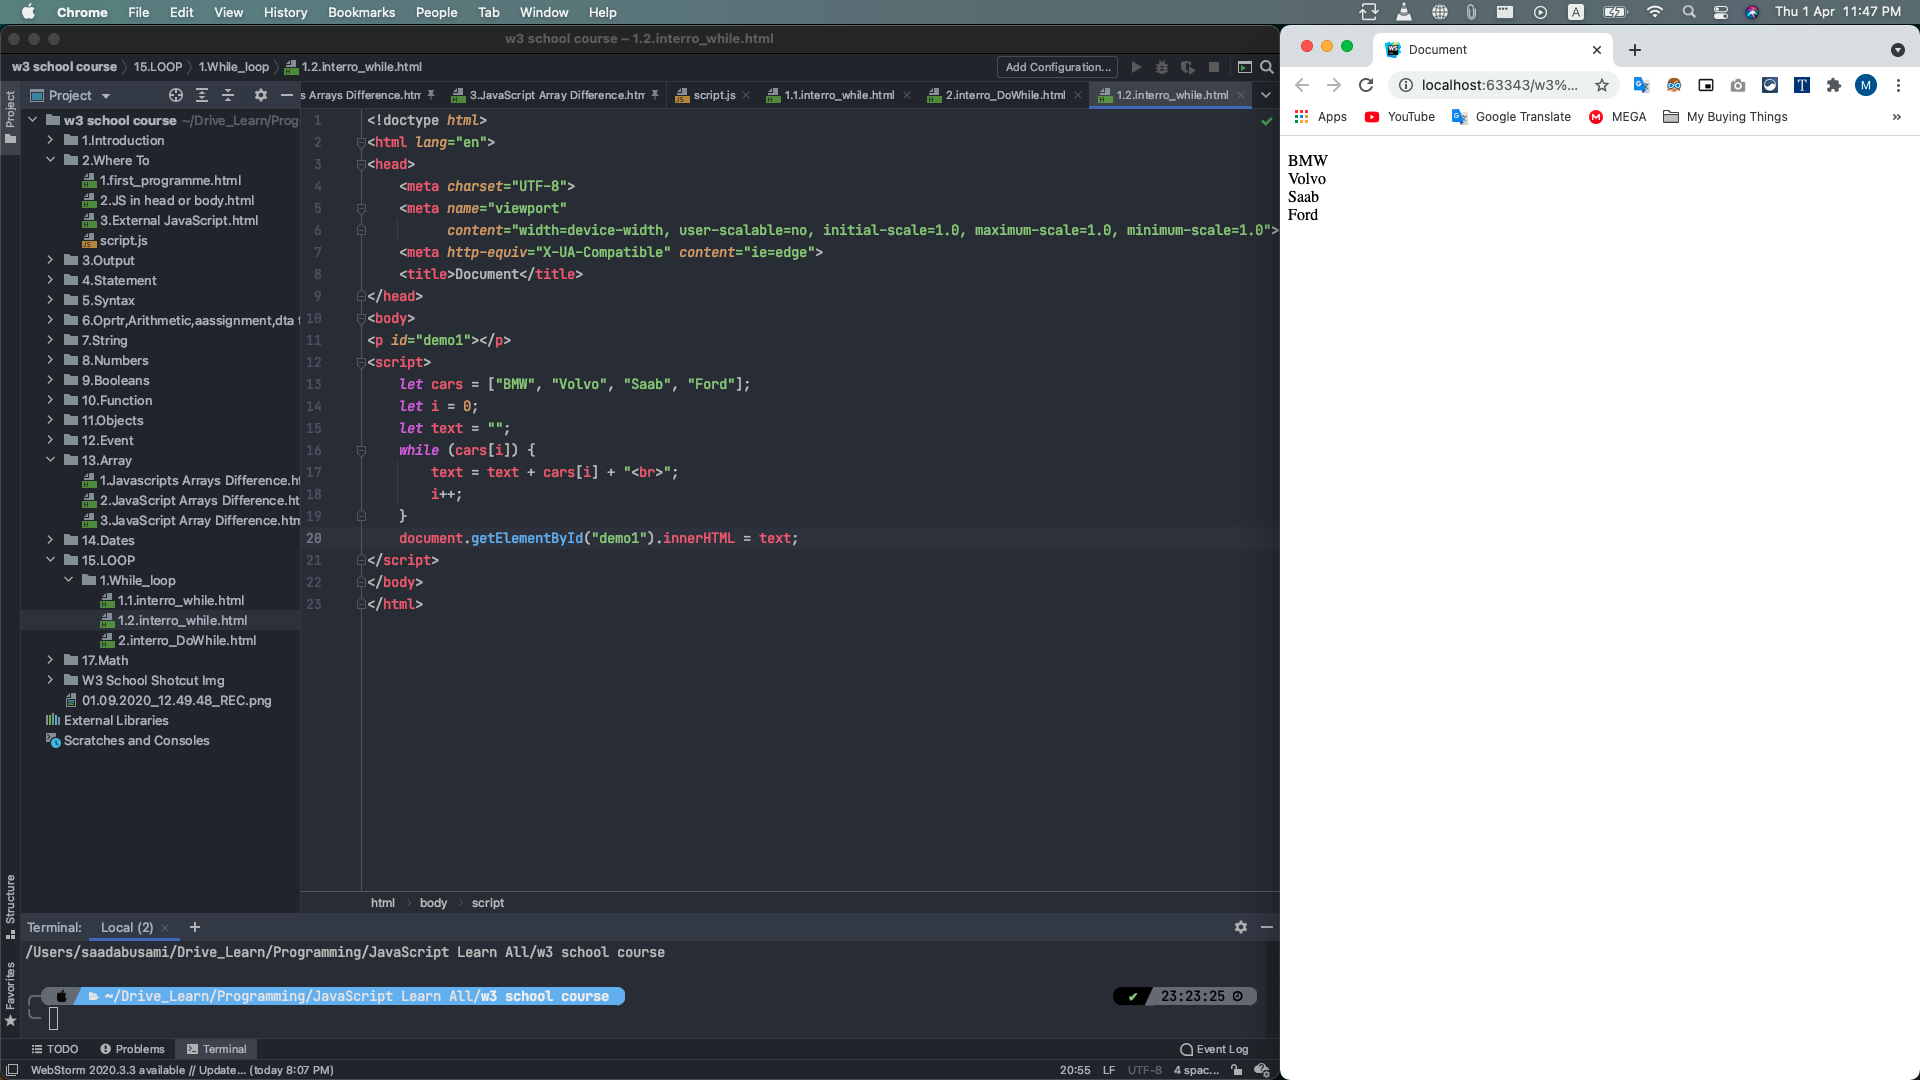 Chrome File Edit View History Bookmarks People Tab Window Help
A
Thu 1 Apr 11:47 PM
w3 school course – 1.2.interro_while.html
w3 school course 15.LOOP 1.While_loop 1.2.interro_while.html
Add Configuration...
Project
Project
s Arrays Difference.htm 3.JavaScript Array Difference.htm script.js 1.1.interro_while.html 2.interro_DoWhile.html 1.2.interro_while.html
w3 school course ~/Drive_Learn/Prog
1.Introduction
2.Where To
1.first_programme.html
2.JS in head or body.html
3.External JavaScript.html
script.js
3.Output
4.Statement
5.Syntax
6.Oprtr,Arithmetic,aassignment,dta t
7.String
8.Numbers
9.Booleans
10.Function
11.Objects
12.Event
13.Array
1.Javascripts Arrays Difference.ht
2.JavaScript Arrays Difference.ht
3.JavaScript Array Difference.htm
14.Dates
15.LOOP
1.While_loop
1.1.interro_while.html
1.2.interro_while.html
2.interro_DoWhile.html
17.Math
W3 School Shotcut Img
01.09.2020_12.49.48_REC.png
External Libraries
Scratches and Consoles
1 <!doctype html>
2 <html lang="en">
3 <head>
4 <meta charset="UTF-8">
5 <meta name="viewport"
6 content="width=device-width, user-scalable=no, initial-scale=1.0, maximum-scale=1.0, minimum-scale=1.0">
7 <meta http-equiv="X-UA-Compatible" content="ie=edge">
8 <title>Document</title>
9 </head>
10 <body>
11 <p id="demo1"></p>
12 <script>
13 let cars = ["BMW", "Volvo", "Saab", "Ford"];
14 let i = 0;
15 let text = "";
16 while (cars[i]) {
17 text = text + cars[i] + "<br>";
18 i++;
19 }
20 document.getElementById("demo1").innerHTML = text;
21 </script>
22 </body>
23 </html>
html body script
Structure
Favorites
Terminal: Local (2) +
/Users/saadabusami/Drive_Learn/Programming/JavaScript Learn All/w3 school course
~/Drive_Learn/Programming/JavaScript Learn All/w3 school course
23:23:25
TODO Problems Terminal
Event Log
WebStorm 2020.3.3 available // Update... (today 8:07 PM)
20:55 LF UTF-8 4 spac...
Document
localhost:63343/w3%...
T
M
Apps YouTube Google Translate MEGA My Buying Things »
BMW
Volvo
Saab
Ford